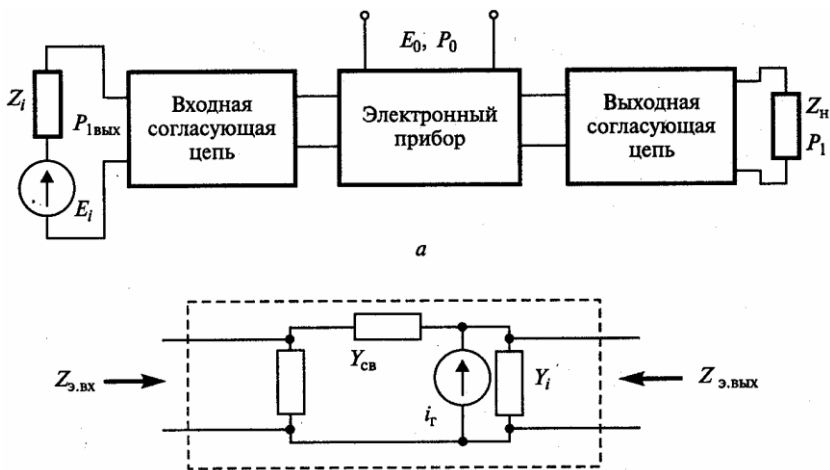 E₀, P₀
Z_i
P_1вых
E_i
Входная
согласующая
цепь
Электронный
прибор
Выходная
согласующая
цепь
Z_н
P₁
а
Z_э.вх
Y_св
i_г
Y_i
Z_э.вых